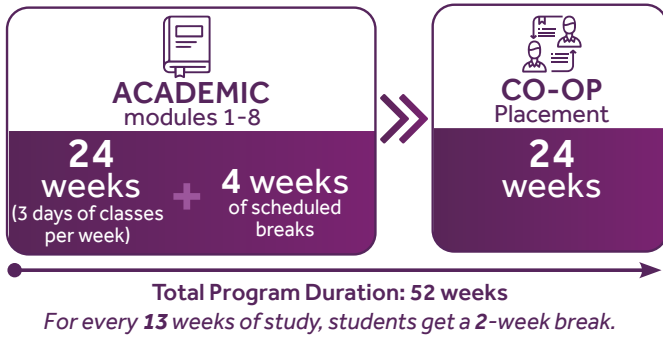 ACADEMIC
modules 1-8
24
weeks
(3 days of classes
per week)
+
4 weeks
of scheduled
breaks
CO-OP
Placement
24
weeks
Total Program Duration: 52 weeks
For every 13 weeks of study, students get a 2-week break.